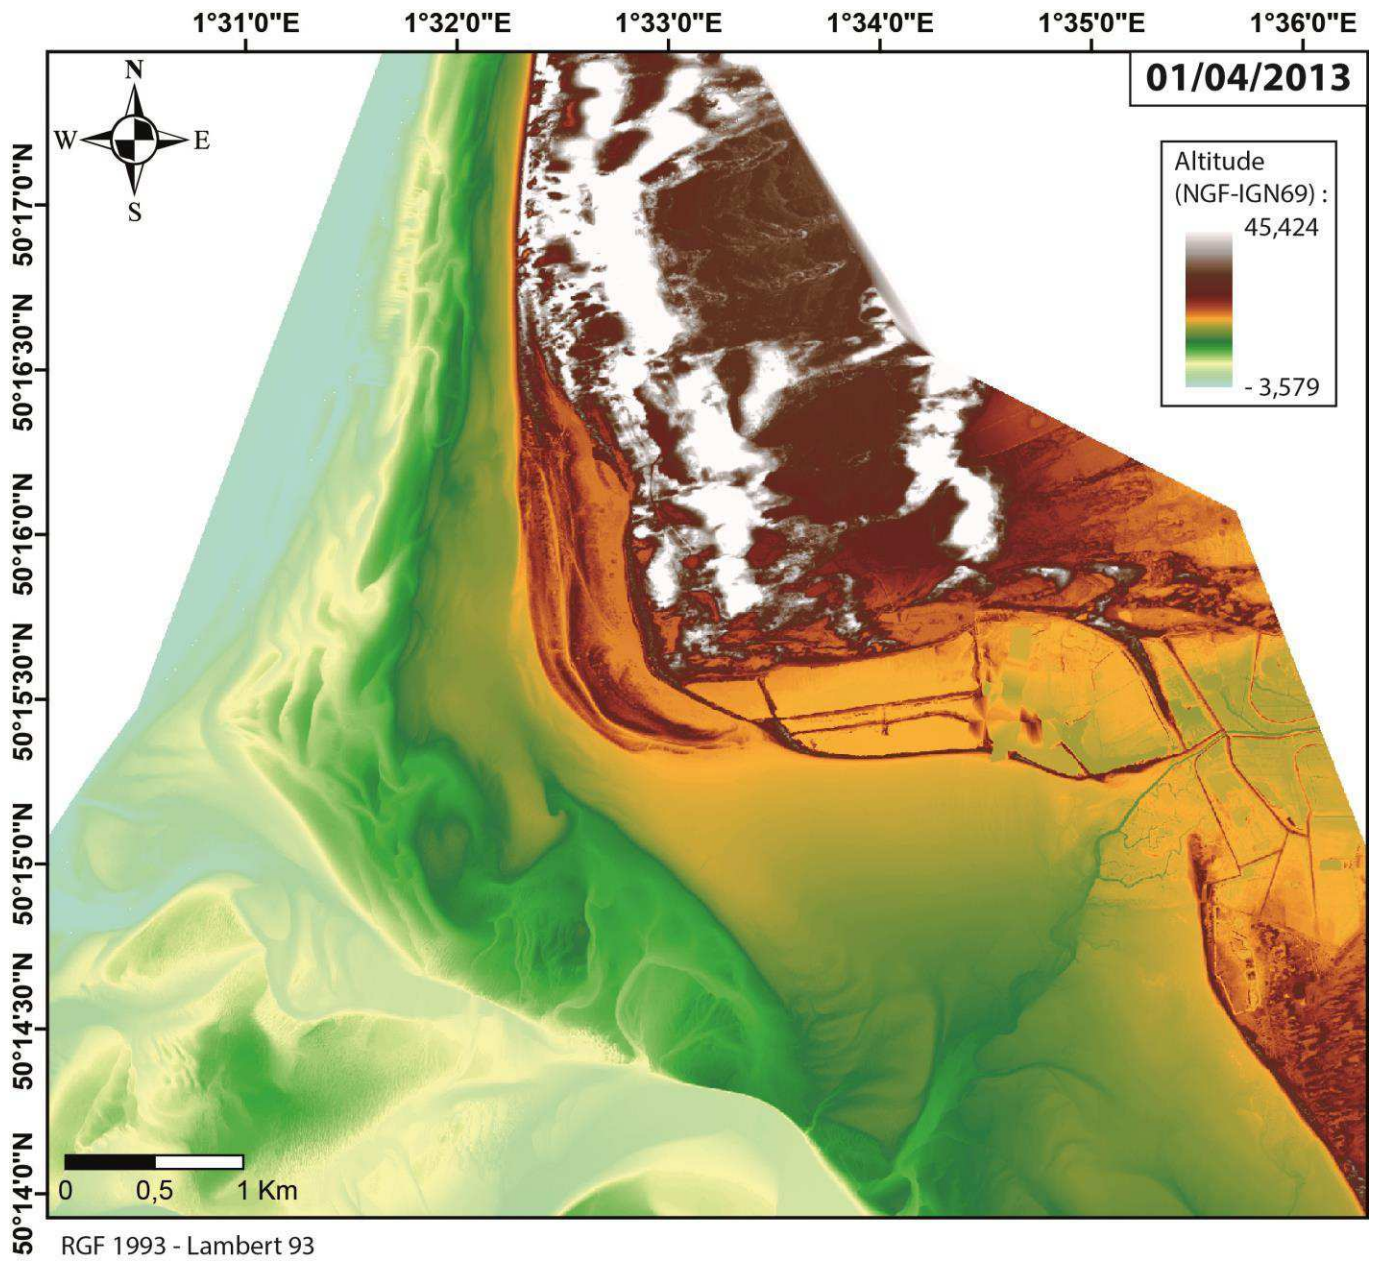 1°31'0"E 1°32'0"E 1°33'0"E 1°34'0"E 1°35'0"E 1°36'0"E
01/04/2013
N
W E
S
Altitude
(NGF-IGN69) :
45,424
- 3,579
50°17'0"N
50°16'30"N
50°16'0"N
50°15'30"N
50°15'0"N
50°14'30"N
50°14'0"N
0 0,5 1 Km
RGF 1993 - Lambert 93